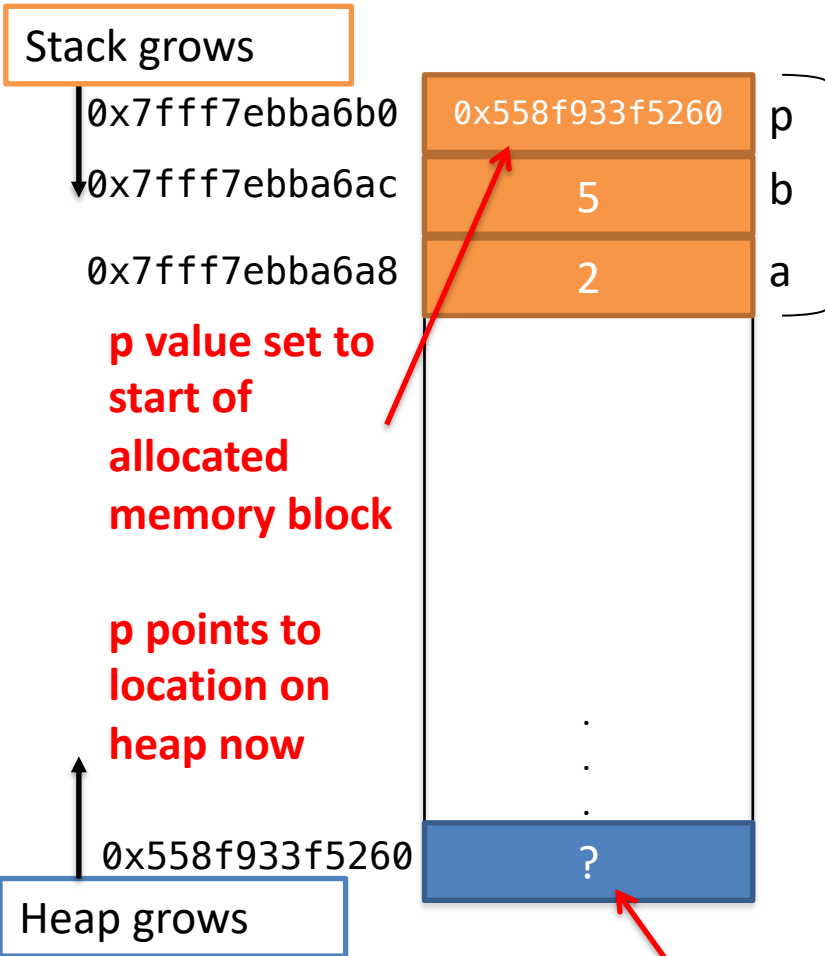 Stack grows
0x7fff7ebba6b0 0x558f933f5260 p
0x7fff7ebba6ac 5 b
0x7fff7ebba6a8 2 a
p value set to
start of
allocated
memory block
p points to
location on
heap now
.
.
.
0x558f933f5260 ?
Heap grows